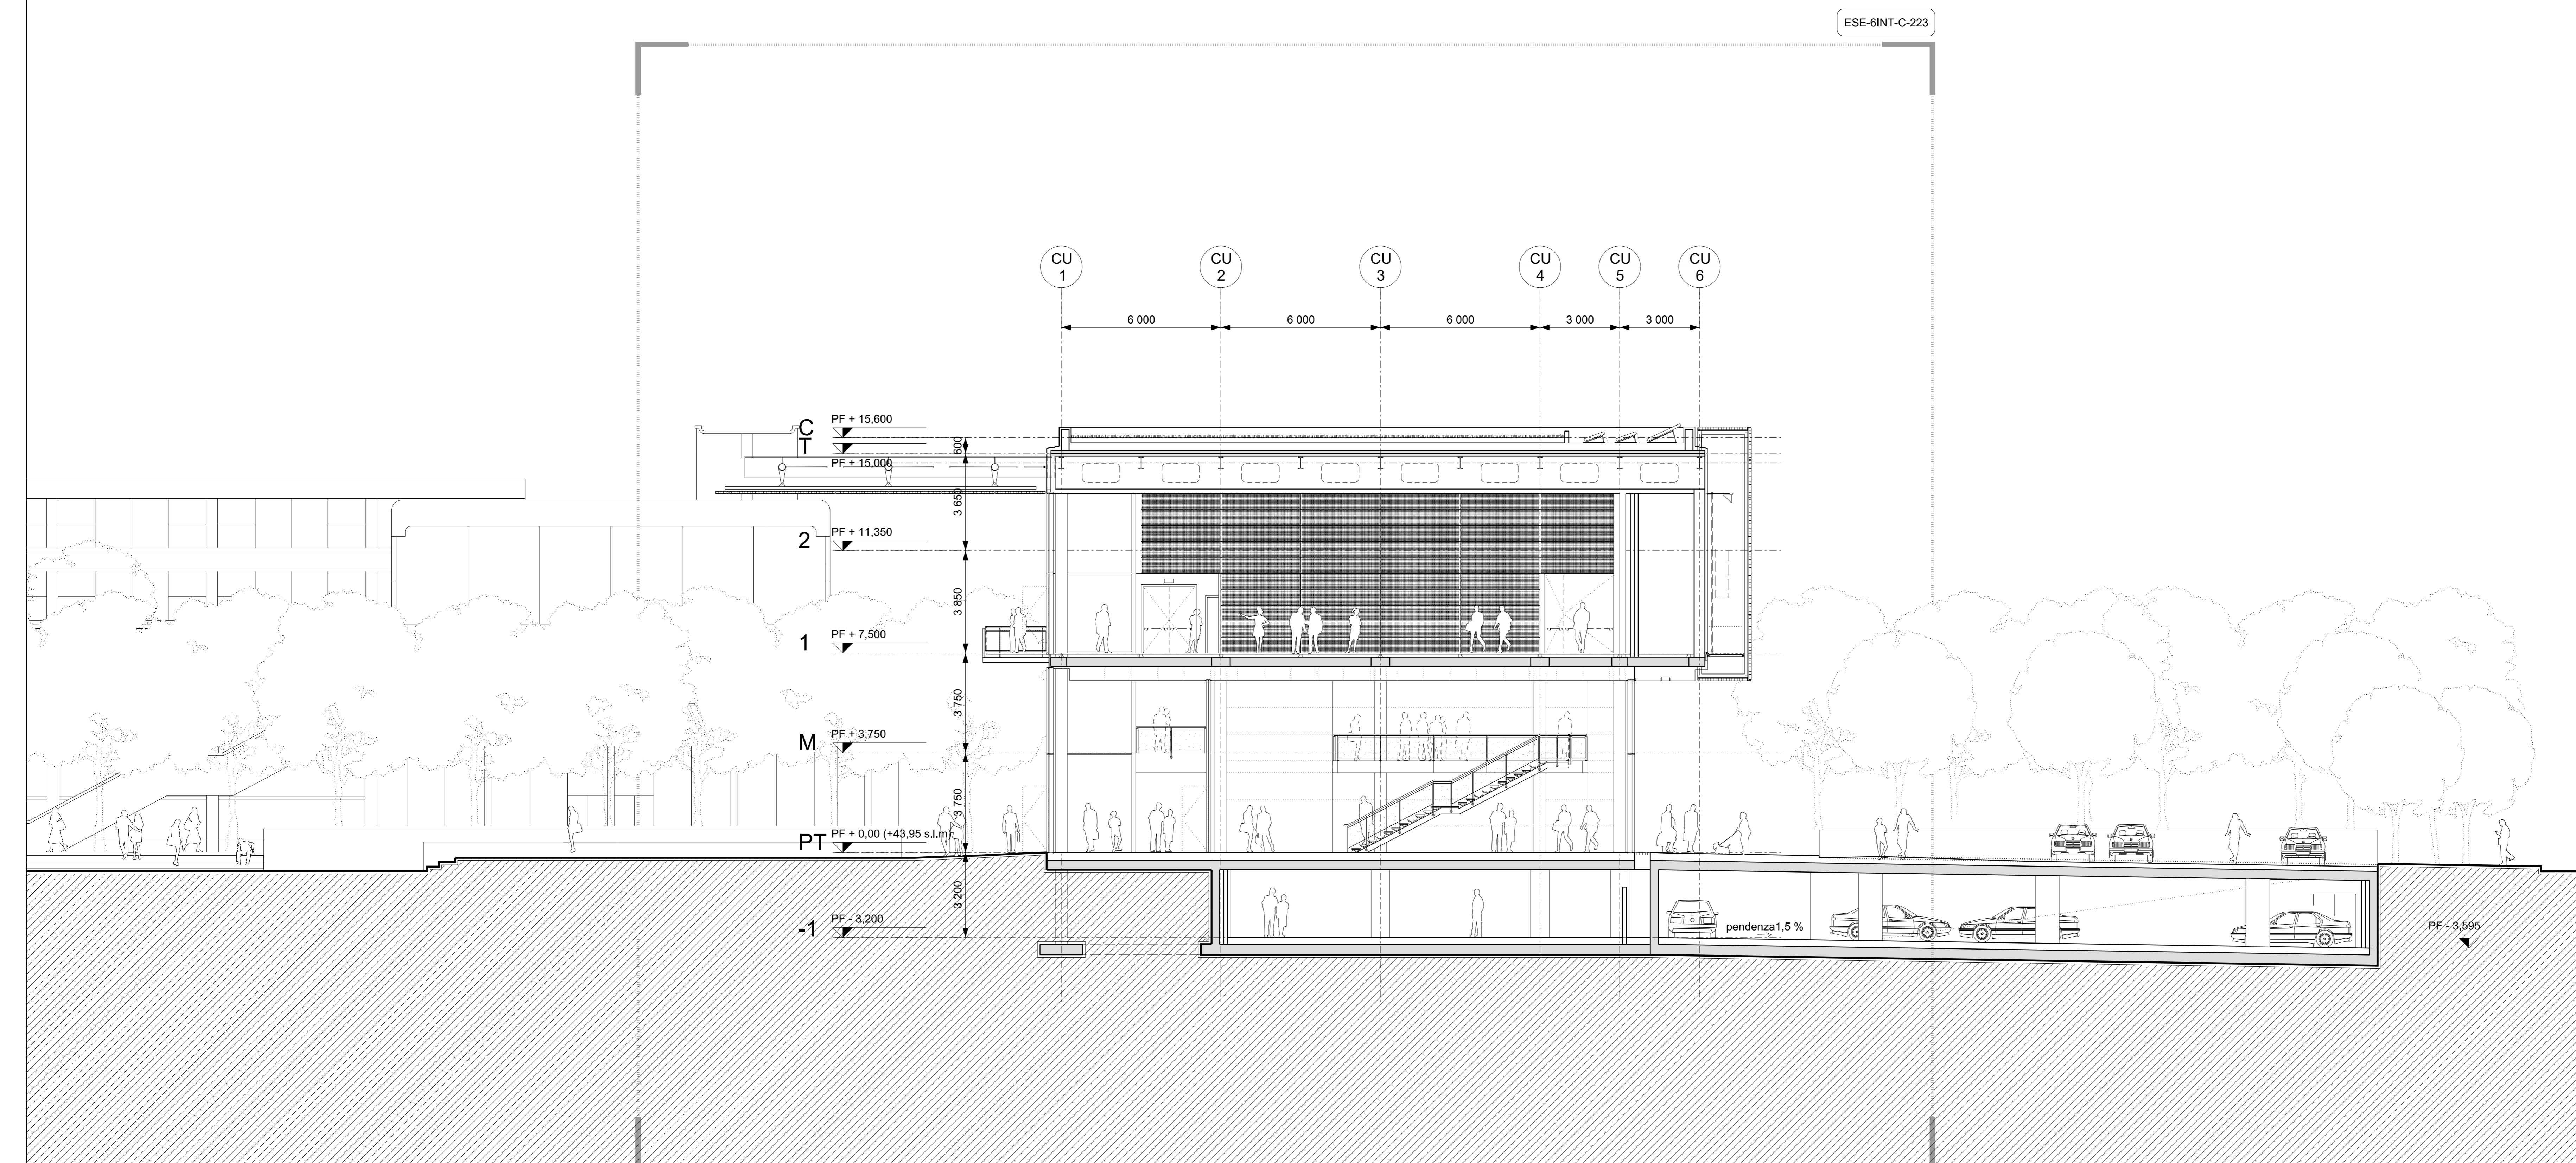 ESE-6INT-C-223
CU
1
CU
2
CU
3
CU
4
CU
5
CU
6
6 000
6 000
6 000
3 000
3 000
C
PF + 15,600
T
PF + 15,000
600
3 650
2
PF + 11,350
3 850
1
PF + 7,500
3 750
M
PF + 3,750
3 750
PT
PF + 0,00 (+43,95 s.l.m)
3 200
-1
PF - 3,200
pendenza1,5 %
PF - 3,595